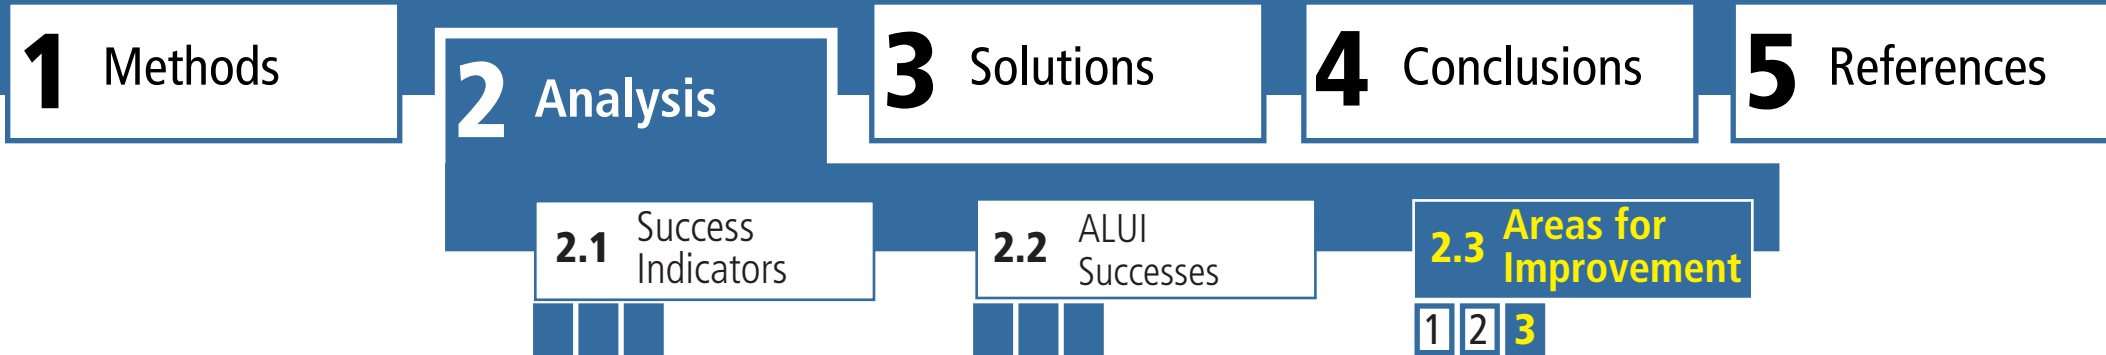 1 Methods
2 Analysis
3 Solutions
4 Conclusions
5 References
2.1 Success
Indicators
2.2 ALUI
Successes
2.3 Areas for
Improvement
1 2 3